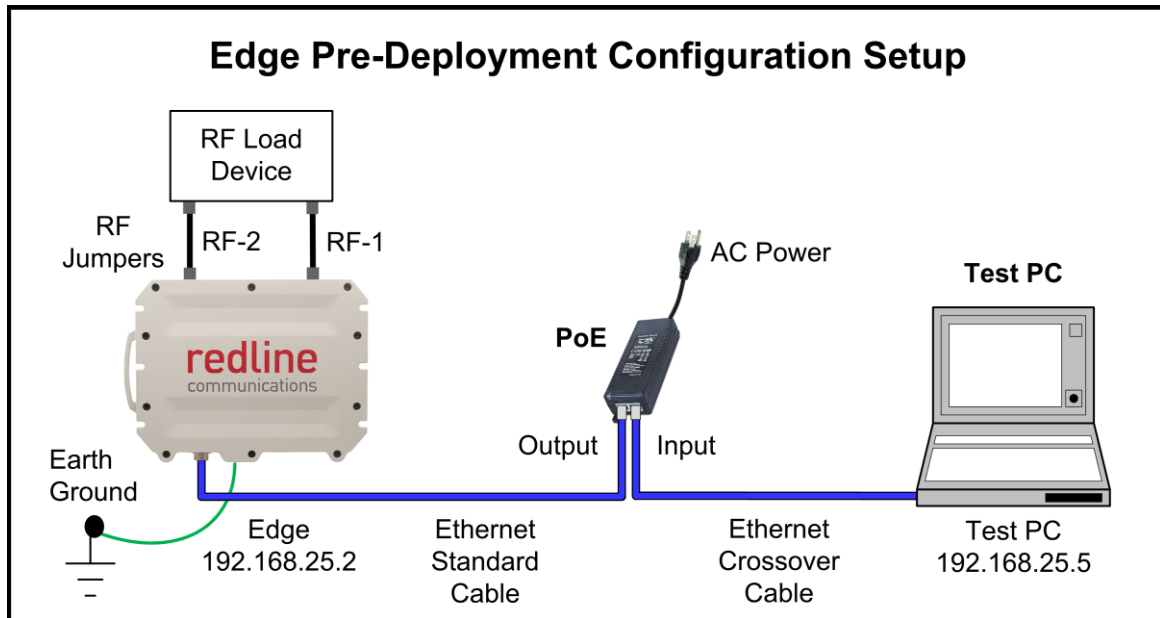 Edge Pre-Deployment Configuration Setup
RF Load
Device
RF
Jumpers
RF-2
RF-1
AC Power
Test PC
PoE
redline
communications
Output
Input
Earth
Ground
Edge
192.168.25.2
Ethernet
Standard
Cable
Ethernet
Crossover
Cable
Test PC
192.168.25.5